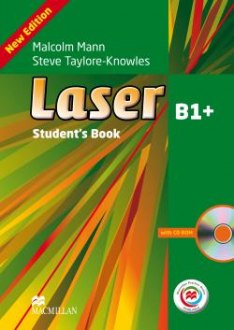 New Edition
Malcolm Mann
Steve Taylore-Knowles
Laser B1+
Student's Book
with CD-ROM
MACMILLAN